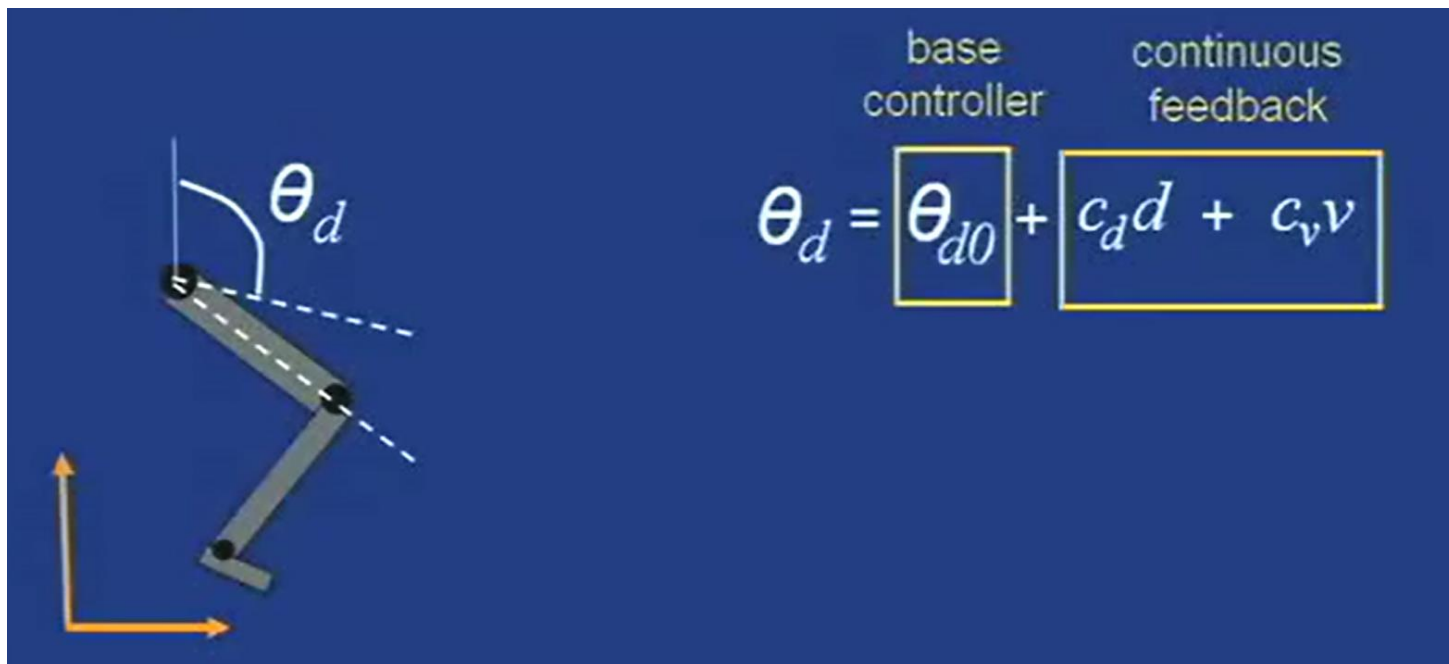 base
controller
continuous
feedback
θd
θd = θd0 + cdd + cvv